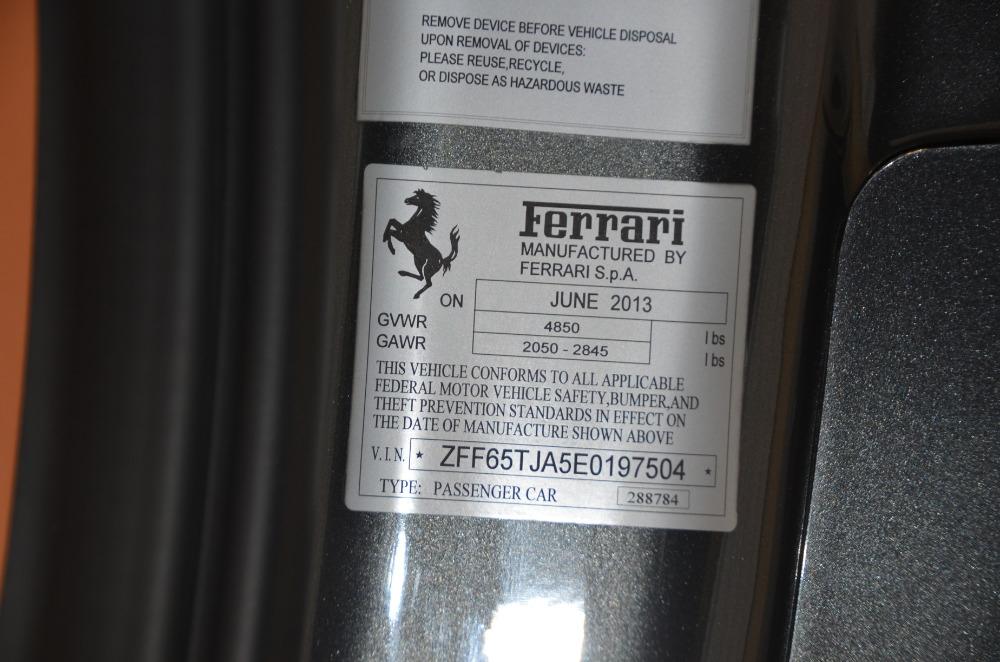 REMOVE DEVICE BEFORE VEHICLE DISPOSAL
UPON REMOVAL OF DEVICES:
PLEASE REUSE,RECYCLE,
OR DISPOSE AS HAZARDOUS WASTE
Ferrari
MANUFACTURED BY
FERRARI S.p.A.
ON JUNE 2013
GVWR 4850 lbs
GAWR 2050 - 2845 lbs
THIS VEHICLE CONFORMS TO ALL APPLICABLE
FEDERAL MOTOR VEHICLE SAFETY,BUMPER,AND
THEFT PREVENTION STANDARDS IN EFFECT ON
THE DATE OF MANUFACTURE SHOWN ABOVE
V.I.N. * ZFF65TJA5E0197504 *
TYPE: PASSENGER CAR 288784